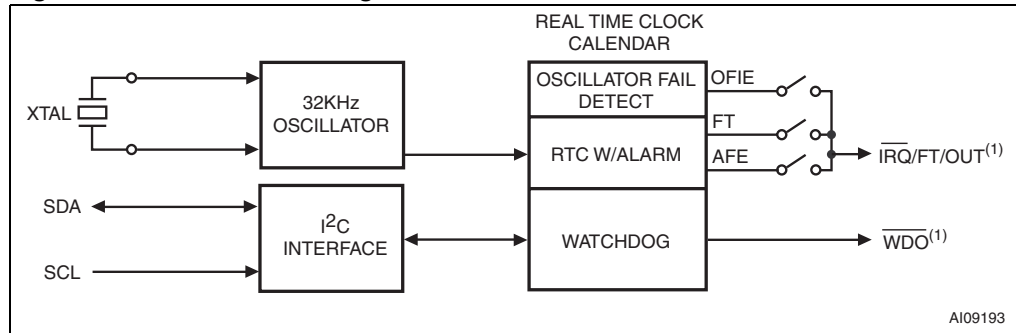 REAL TIME CLOCK
CALENDAR
XTAL
32KHz
OSCILLATOR
OSCILLATOR FAIL
DETECT
OFIE
RTC W/ALARM
FT
AFE
IRQ/FT/OUT(1)
SDA
SCL
I2C
INTERFACE
WATCHDOG
WDO(1)
AI09193